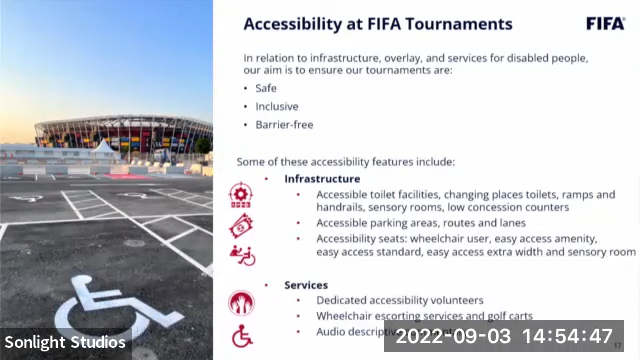 Accessibility at FIFA Tournaments
FIFA®
In relation to infrastructure, overlay, and services for disabled people,
our aim is to ensure our tournaments are:
• Safe
• Inclusive
• Barrier-free
Some of these accessibility features include:
• Infrastructure
• Accessible toilet facilities, changing places toilets, ramps and
handrails, sensory rooms, low concession counters
• Accessible parking areas, routes and lanes
• Accessibility seats: wheelchair user, easy access amenity,
easy access standard, easy access extra width and sensory room
• Services
• Dedicated accessibility volunteers
• Wheelchair escorting services and golf carts
• Audio
2022-09-03 14:54:47
17
Sonlight Studios